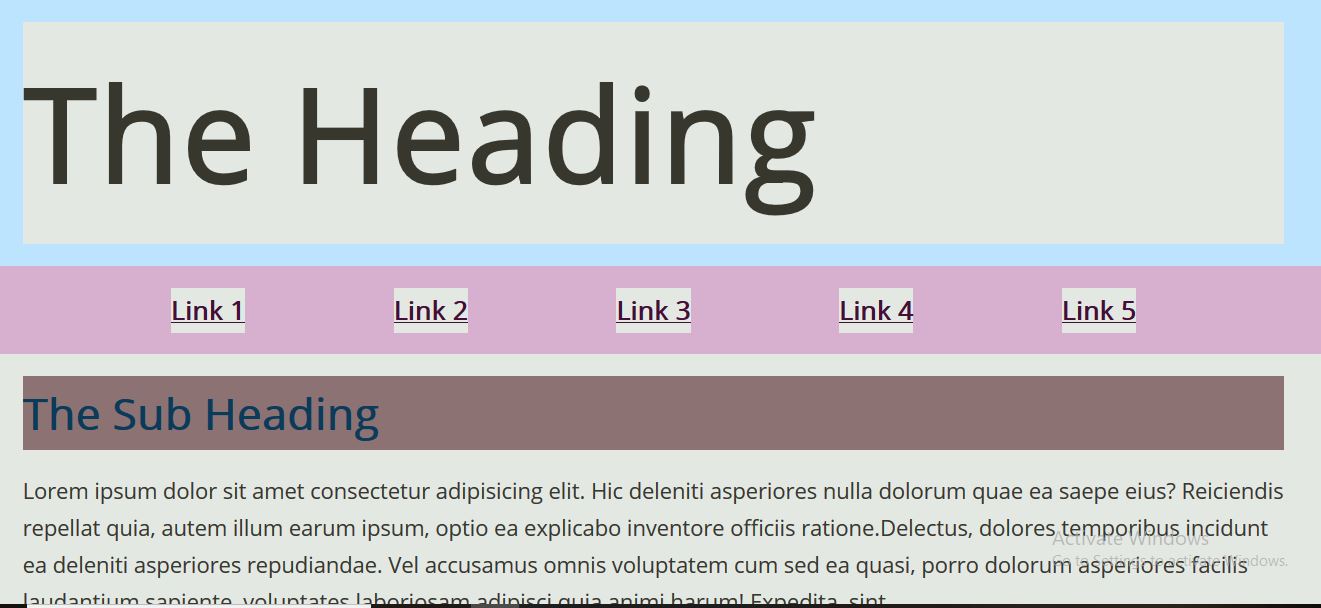 The Heading
Link 1 Link 2 Link 3 Link 4 Link 5
The Sub Heading
Lorem ipsum dolor sit amet consectetur adipisicing elit. Hic deleniti asperiores nulla dolorum quae ea saepe eius? Reiciendis
repellat quia, autem illum earum ipsum, optio ea explicabo inventore officiis ratione.Delectus, dolores temporibus incidunt
Activate Windows
ea deleniti asperiores repudiandae. Vel accusamus omnis voluptatem cum sed ea quasi, porro dolorum asperiores facilis
Go to Settings to activate Windows.
laudantium sapiente, voluptates laboriosam adipisci quia animi harum! Expedita, sint